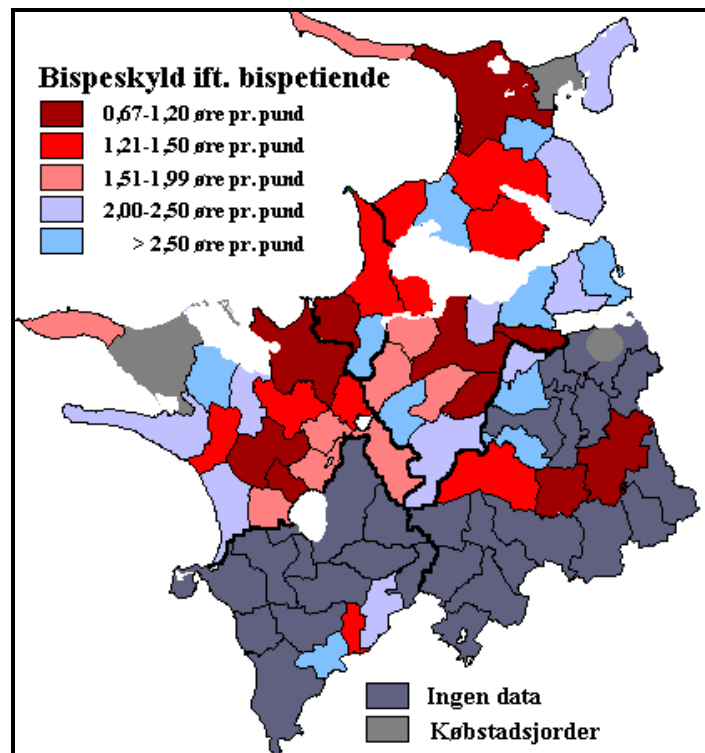 Bispeskyld ift. bispetiende
0,67-1,20 øre pr. pund
1,21-1,50 øre pr. pund
1,51-1,99 øre pr. pund
2,00-2,50 øre pr. pund
> 2,50 øre pr. pund
Ingen data
Købstadsjorder